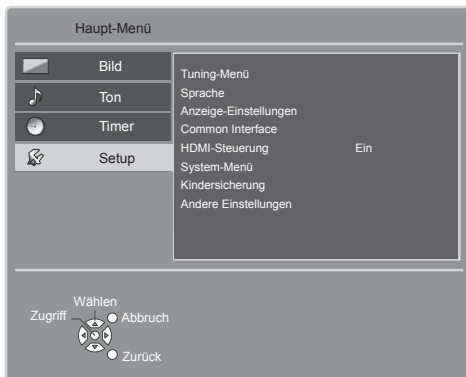 Haupt-Menü
Bild
Ton
Timer
Setup
Tuning-Menü
Sprache
Anzeige-Einstellungen
Common Interface
HDMI-Steuerung Ein
System-Menü
Kindersicherung
Andere Einstellungen
Wählen
Zugriff Abbruch
Zurück